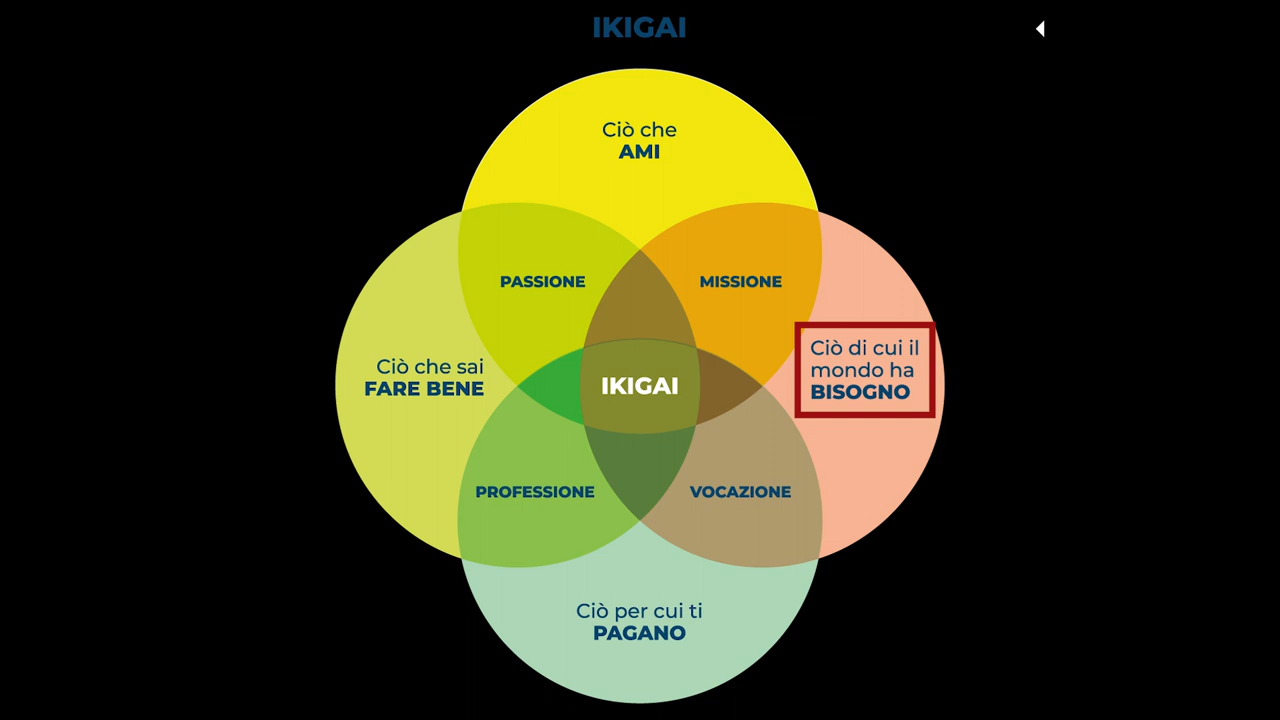 IKIGAI
Ciò che
AMI
PASSIONE
MISSIONE
Ciò che sai
FARE BENE
IKIGAI
Ciò di cui il
mondo ha
BISOGNO
PROFESSIONE
VOCAZIONE
Ciò per cui ti
PAGANO